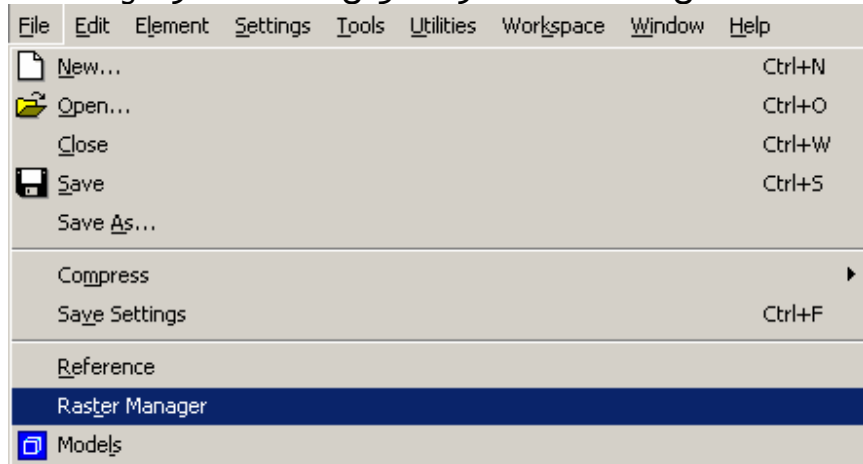 File Edit Element Settings Tools Utilities Workspace Window Help
New... Ctrl+N
Open... Ctrl+O
Close Ctrl+W
Save Ctrl+S
Save As...
Compress
Save Settings Ctrl+F
Reference
Raster Manager
Models